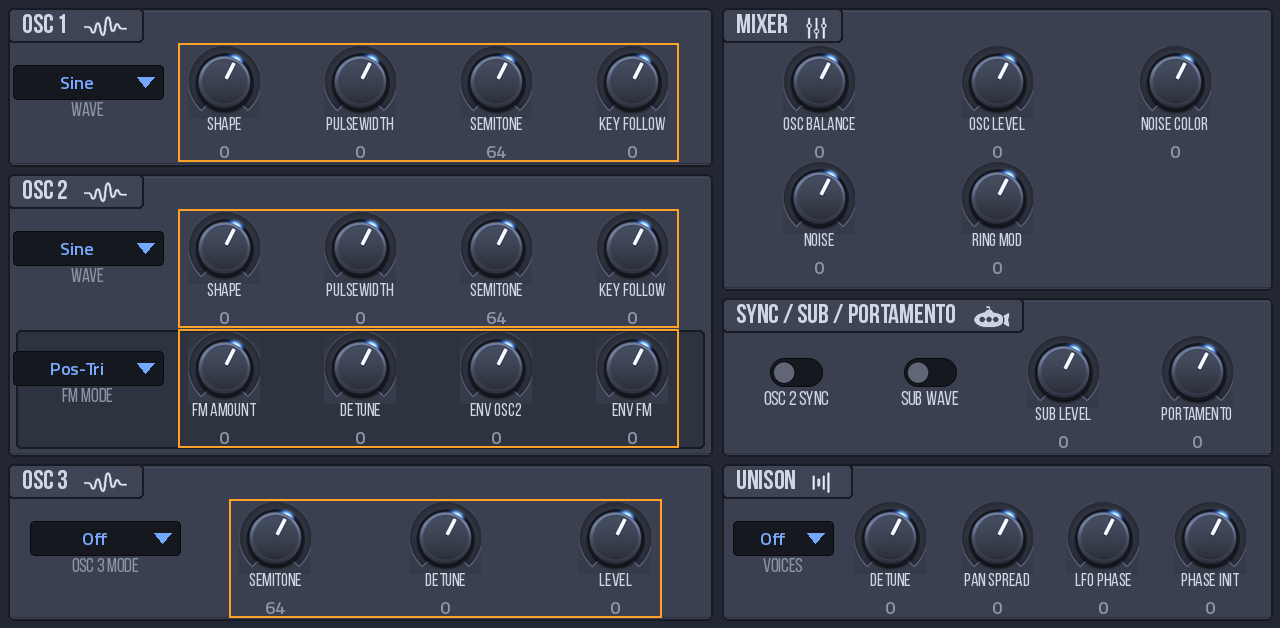 OSC 1
Sine
WAVE
SHAPE PULSEWIDTH SEMITONE KEY FOLLOW
0 0 64 0
OSC 2
Sine
WAVE
SHAPE PULSEWIDTH SEMITONE KEY FOLLOW
0 0 64 0
Pos-Tri
FM MODE
FM AMOUNT DETUNE ENV OSC2 ENV FM
0 0 0 0
OSC 3
Off
OSC 3 MODE
SEMITONE DETUNE LEVEL
64 0 0
MIXER
OSC BALANCE OSC LEVEL NOISE COLOR
0 0 0
NOISE RING MOD
0 0
SYNC / SUB / PORTAMENTO
OSC 2 SYNC SUB WAVE SUB LEVEL PORTAMENTO
0 0
UNISON
Off
VOICES
DETUNE PAN SPREAD LFO PHASE PHASE INIT
0 0 0 0